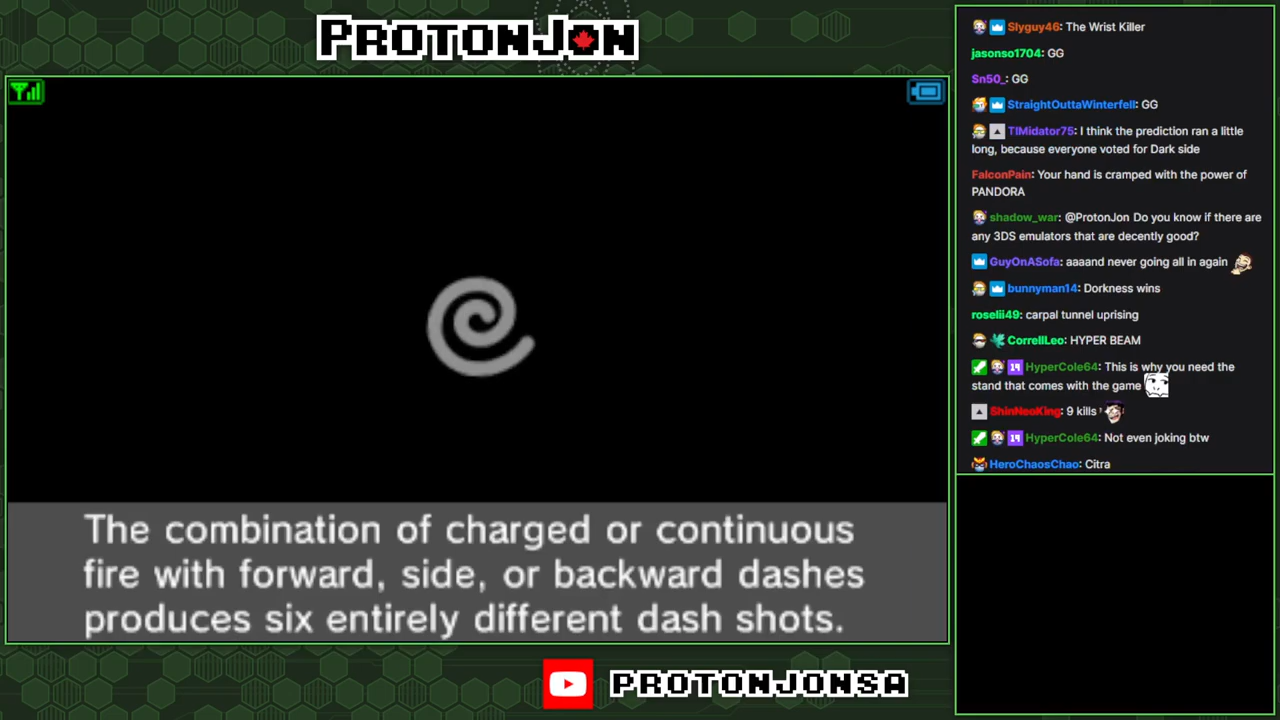 PROTONJON
The combination of charged or continuous
fire with forward, side, or backward dashes
produces six entirely different dash shots.
PROTONJONSA
Slyguy46: The Wrist Killer
jasonso1704: GG
Sn50_: GG
StraightOuttaWinterfell: GG
TIMidator75: I think the prediction ran a little
long, because everyone voted for Dark side
FalconPain: Your hand is cramped with the power of
PANDORA
shadow_war: @ProtonJon Do you know if there are
any 3DS emulators that are decently good?
GuyOnASofa: aaaand never going all in again
bunnyman14: Dorkness wins
roselii49: carpal tunnel uprising
CorrellLeo: HYPER BEAM
19 HyperCole64: This is why you need the
stand that comes with the game
ShinNeoKing: 9 kills
19 HyperCole64: Not even joking btw
HeroChaosChao: Citra